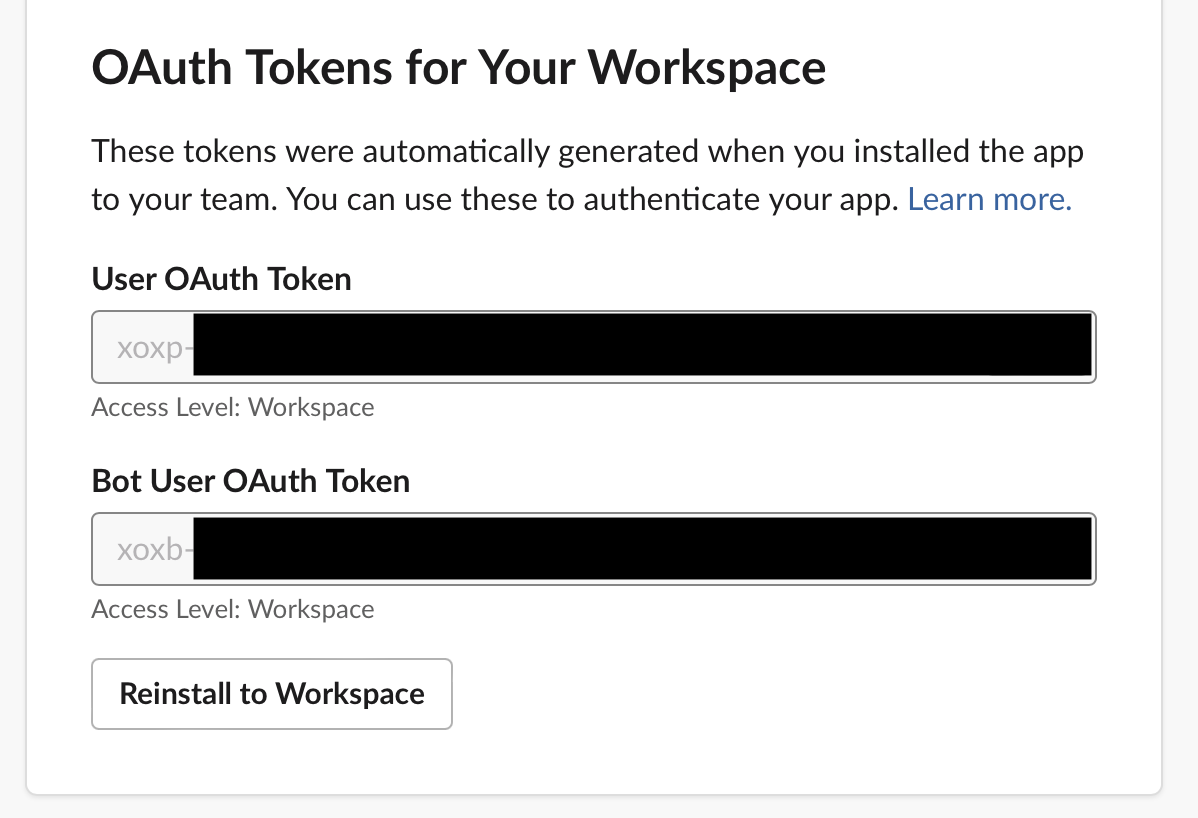 OAuth Tokens for Your Workspace
These tokens were automatically generated when you installed the app
to your team. You can use these to authenticate your app. Learn more.
User OAuth Token
xoxp-
Access Level: Workspace
Bot User OAuth Token
xoxb-
Access Level: Workspace
Reinstall to Workspace